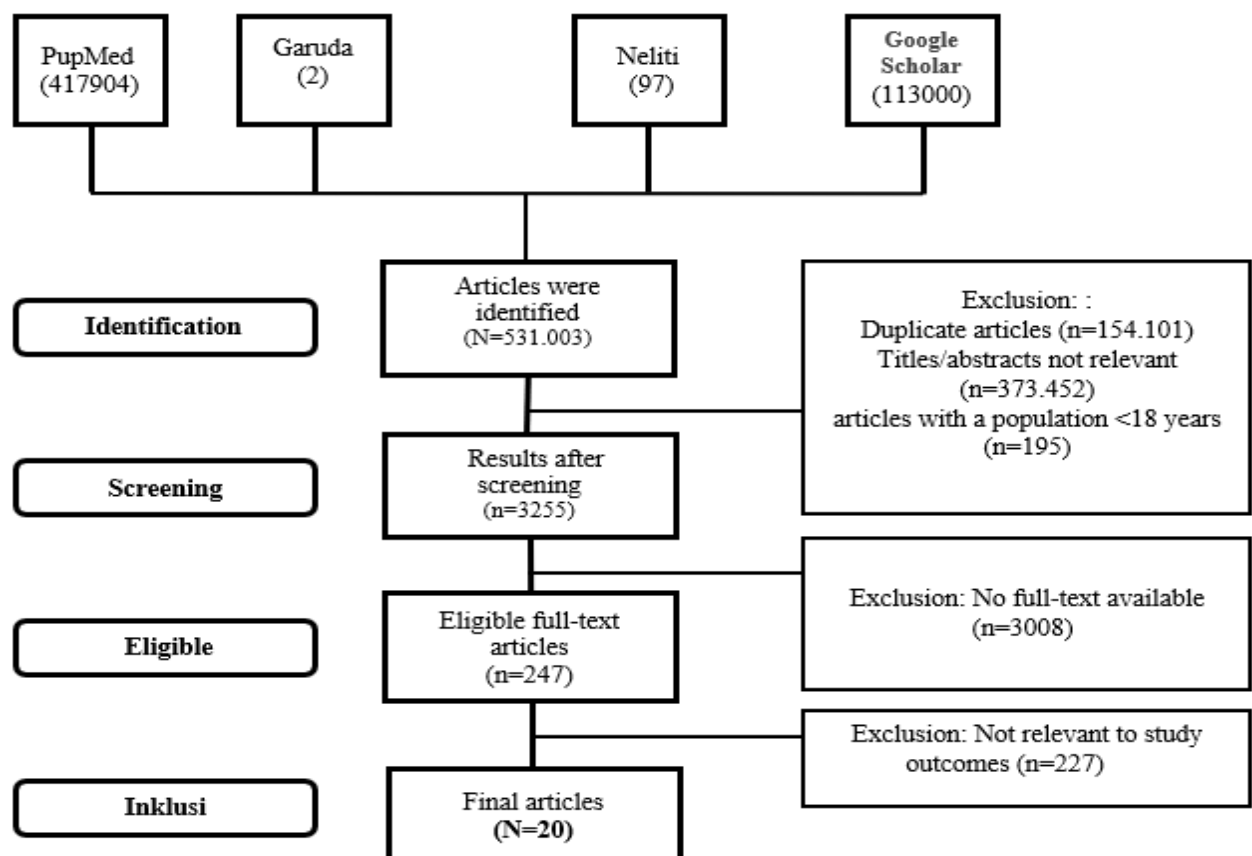 PupMed
(417904)
Garuda
(2)
Neliti
(97)
Google
Scholar
(113000)
Identification
Articles were
identified
(N=531.003)
Exclusion: :
Duplicate articles (n=154.101)
Titles/abstracts not relevant
(n=373.452)
articles with a population <18 years
(n=195)
Screening
Results after
screening
(n=3255)
Eligible
Eligible full-text
articles
(n=247)
Exclusion: No full-text available
(n=3008)
Inklusi
Final articles
(N=20)
Exclusion: Not relevant to study
outcomes (n=227)